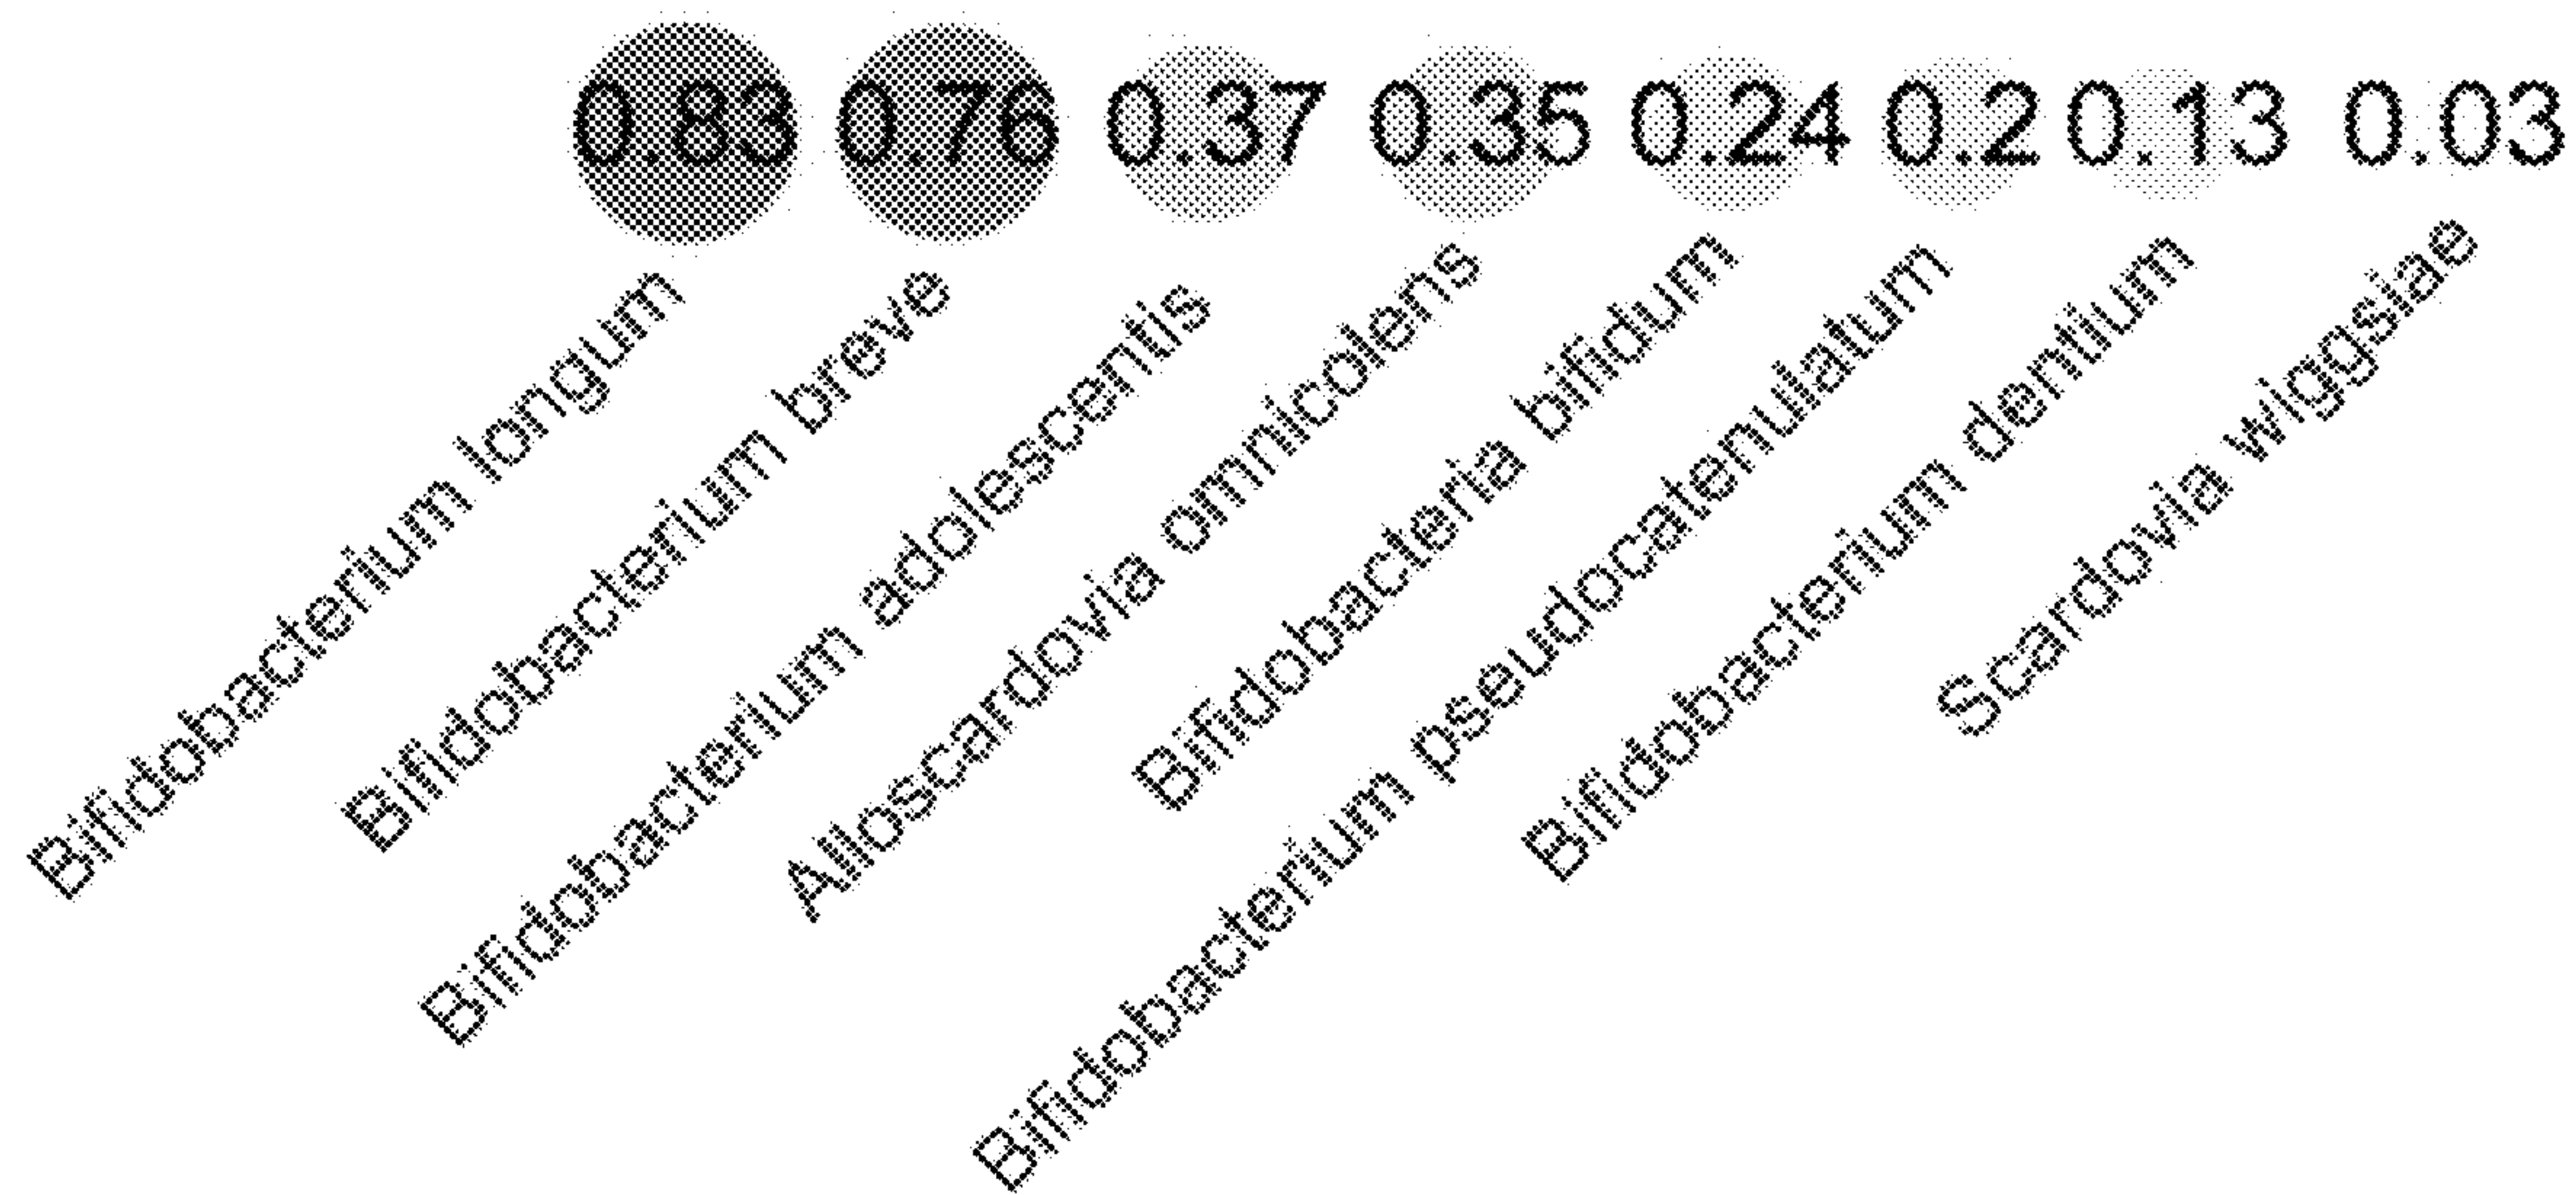 0.83 0.76 0.37 0.35 0.24 0.2 0.13 0.03
Bifidobacterium longum
Bifidobacterium breve
Bifidobacterium adolescentis
Alloscardovia omnicolens
Bifidobacteria bifidum
Bifidobacterium pseudocatenulatum
Bifidobacterium dentium
Scardovia wiggsiae